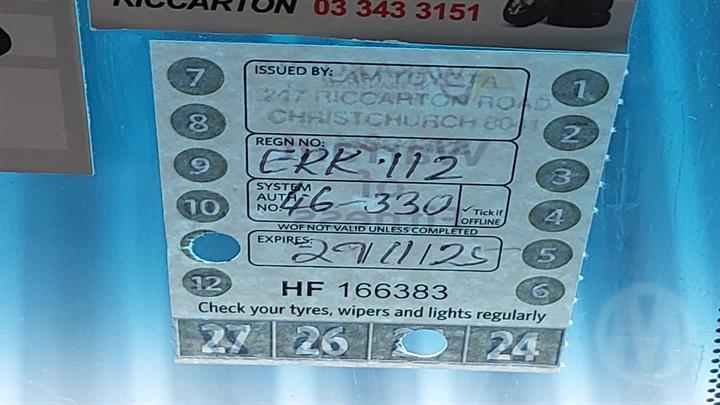 RICCARTON 03 343 3151
7 ISSUED BY: TEAM TOYOTA 1
247 RICCARTON ROAD
8 CHRISTCHURCH 2
REGN NO:
9 ERK 112 3
SYSTEM
AUTH
NO: 46-330 ✓ Tick if
OFFLINE
10 4
WOF NOT VALID UNLESS COMPLETED
EXPIRES: 29/11/25 5
12 HF 166383 6
Check your tyres, wipers and lights regularly
27 26 24